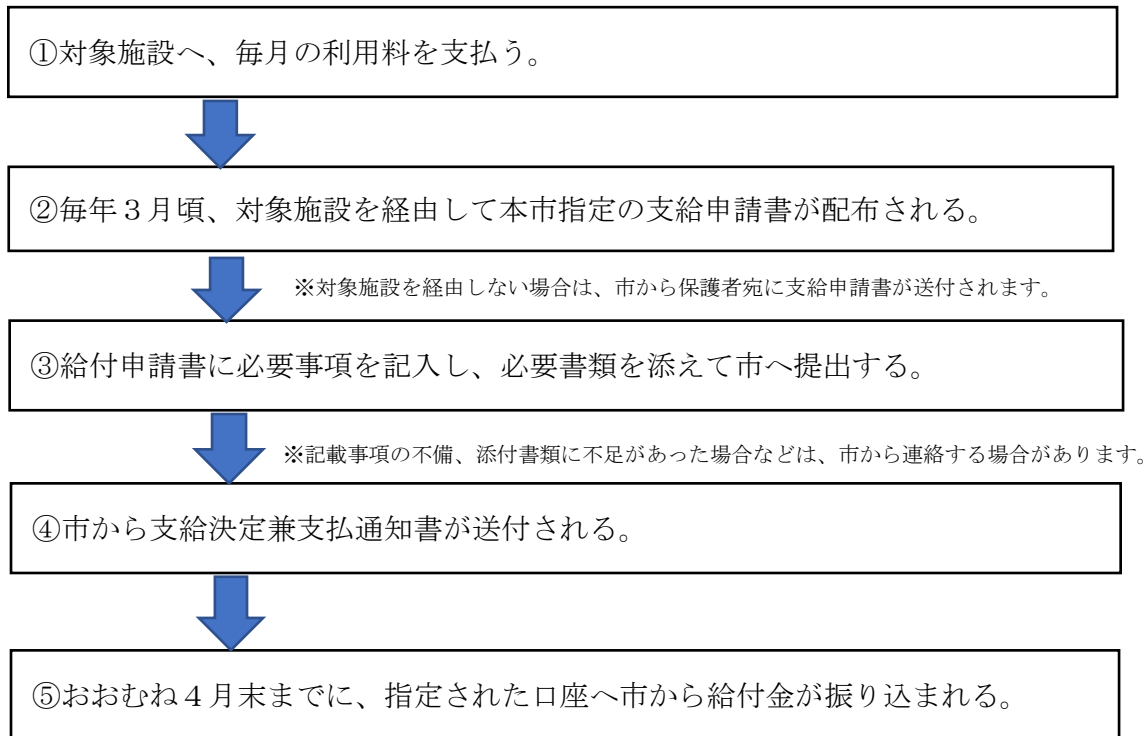 ①対象施設へ、毎月の利用料を支払う。
②毎年３月頃、対象施設を経由して本市指定の支給申請書が配布される。
※対象施設を経由しない場合は、市から保護者宛に支給申請書が送付されます。
③給付申請書に必要事項を記入し、必要書類を添えて市へ提出する。
※記載事項の不備、添付書類に不足があった場合などは、市から連絡する場合があります。
④市から支給決定兼支払通知書が送付される。
⑤おおむね４月末までに、指定された口座へ市から給付金が振り込まれる。